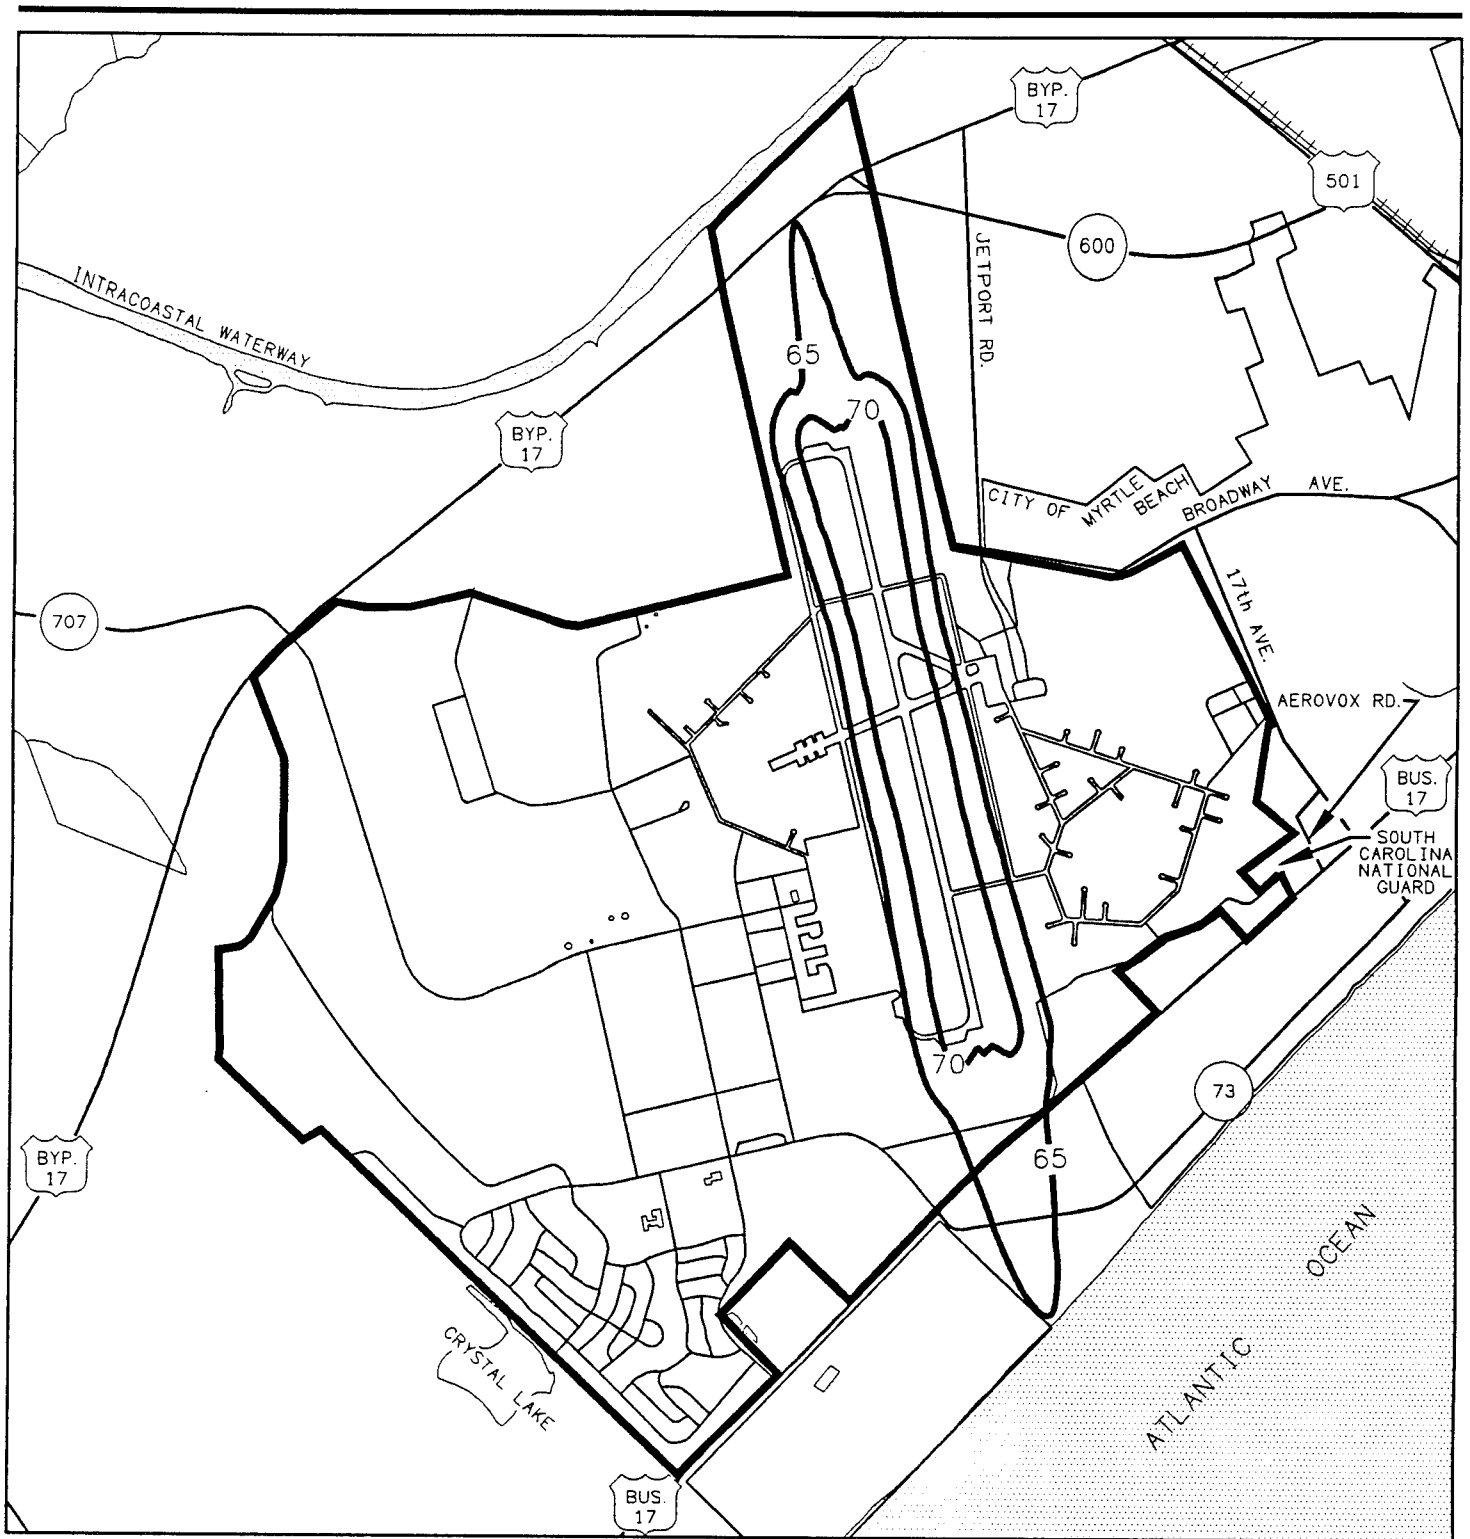 BYP.
17
501
600
JETPORT RD.
INTRACOASTAL WATERWAY
65
70
BYP.
17
CITY OF MYRTLE BEACH
BROADWAY AVE.
17th AVE.
707
AEROVOX RD.
BUS.
17
SOUTH
CAROLINA
NATIONAL
GUARD
70
73
65
BYP.
17
OCEAN
ATLANTIC
CRYSTAL LAKE
BUS.
17